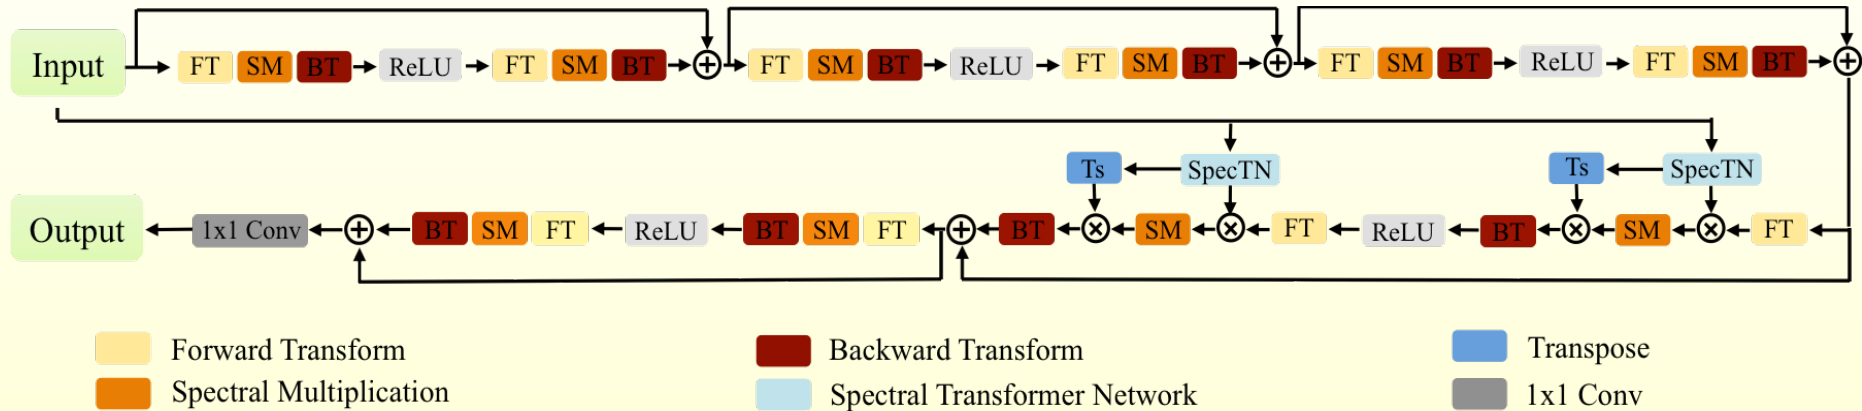 Input FT SM BT ReLU FT SM BT FT SM BT ReLU FT SM BT FT SM BT ReLU FT SM BT
Ts SpecTN Ts SpecTN
Output 1x1 Conv BT SM FT ReLU BT SM FT BT SM FT ReLU BT SM FT
Forward Transform Backward Transform Transpose
Spectral Multiplication Spectral Transformer Network 1x1 Conv